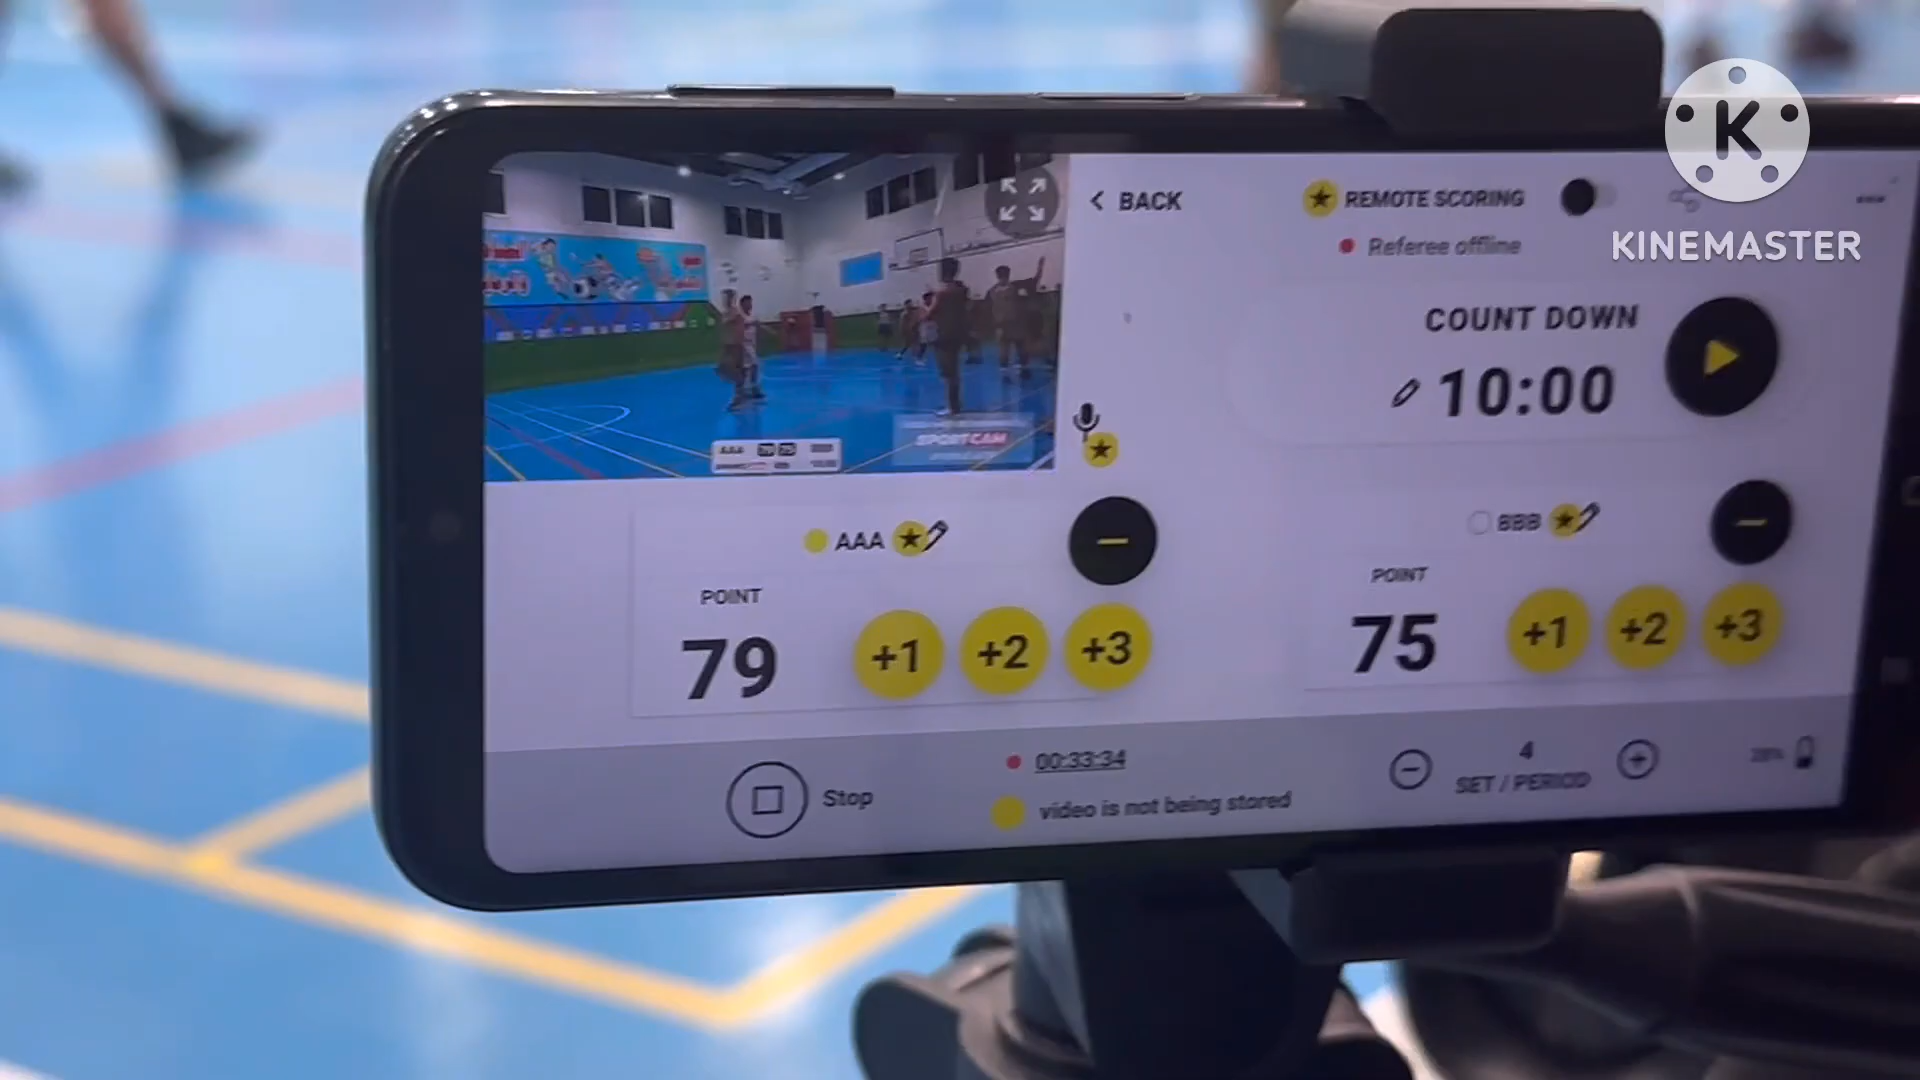 KINEMASTER
BACK
REMOTE SCORING
Referee offline
COUNT DOWN
10:00
SPORTCAM
AAA
POINT
79
+1 +2 +3
BBB
POINT
75
+1 +2 +3
Stop
00:33:34
video is not being stored
4
SET / PERIOD